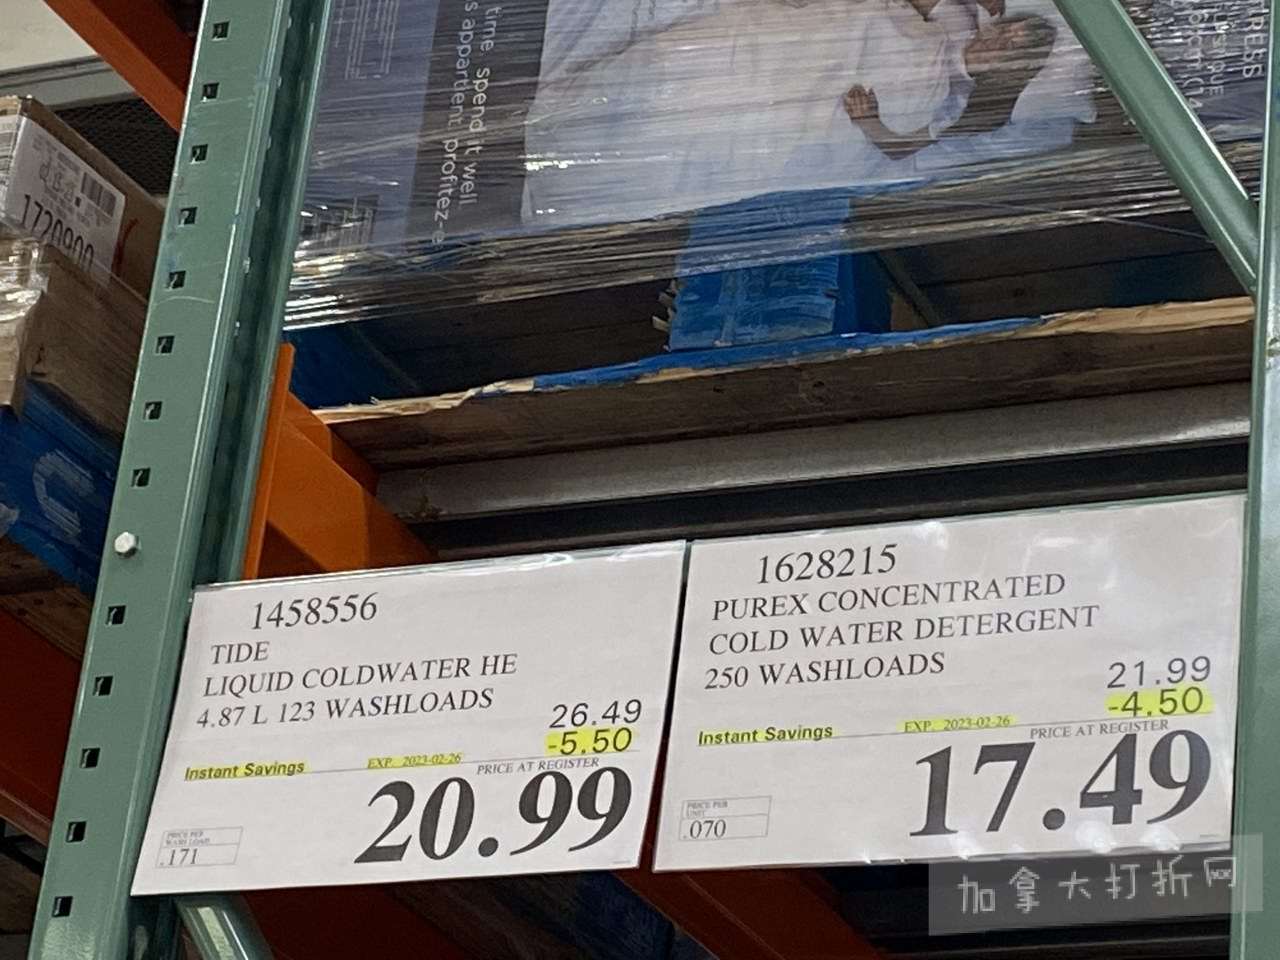 time. spend it well
s appartient. profitez-e
1720900
1458556
TIDE
LIQUID COLDWATER HE
4.87 L 123 WASHLOADS
26.49
-5.50
Instant Savings
EXP. 2023-02-26
PRICE AT REGISTER
20.99
PRICE PER
WASH LOAD
.171
1628215
PUREX CONCENTRATED
COLD WATER DETERGENT
250 WASHLOADS
21.99
-4.50
Instant Savings
EXP. 2023-02-26
PRICE AT REGISTER
17.49
PRICE PER
UNIT
.070
加拿大打折网